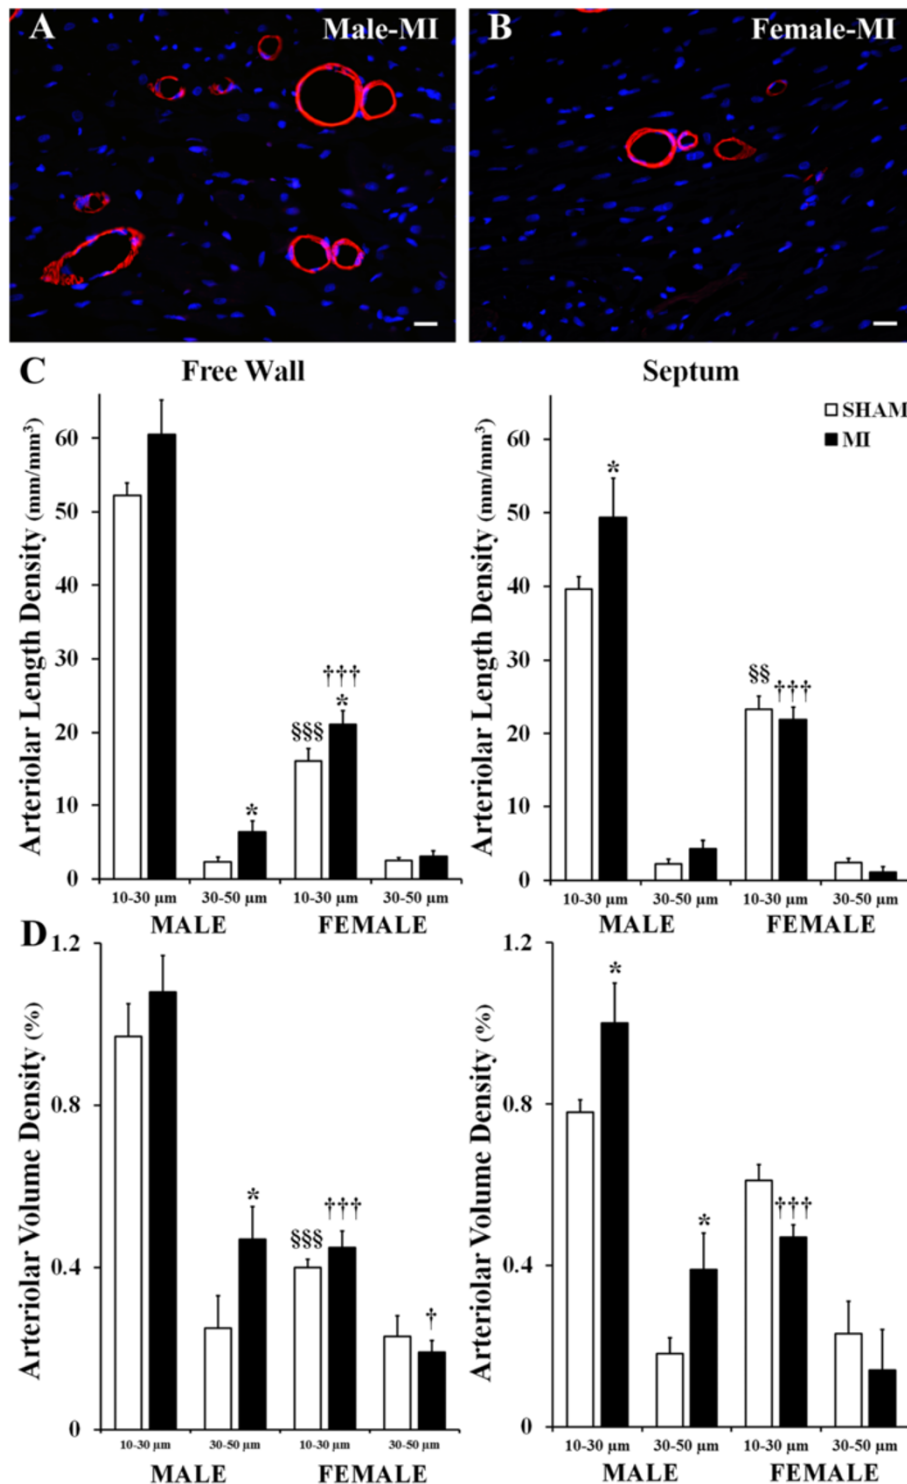 A Male-MI
B Female-MI
C Free Wall
Septum
SHAM
MI
Arteriolar Length Density (mm/mm³)
60
50
40
30
20
10
0
*
§§§
†††
*
10-30 µm 30-50 µm 10-30 µm 30-50 µm
MALE FEMALE
Arteriolar Length Density (mm/mm³)
60
50
40
30
20
10
0
*
§§
†††
10-30 µm 30-50 µm 10-30 µm 30-50 µm
MALE FEMALE
D
Arteriolar Volume Density (%)
1.2
0.8
0.4
0
*
§§§
†††
†
10-30 µm 30-50 µm 10-30 µm 30-50 µm
MALE FEMALE
Arteriolar Volume Density (%)
1.2
0.8
0.4
0
*
*
†††
10-30 µm 30-50 µm 10-30 µm 30-50 µm
MALE FEMALE